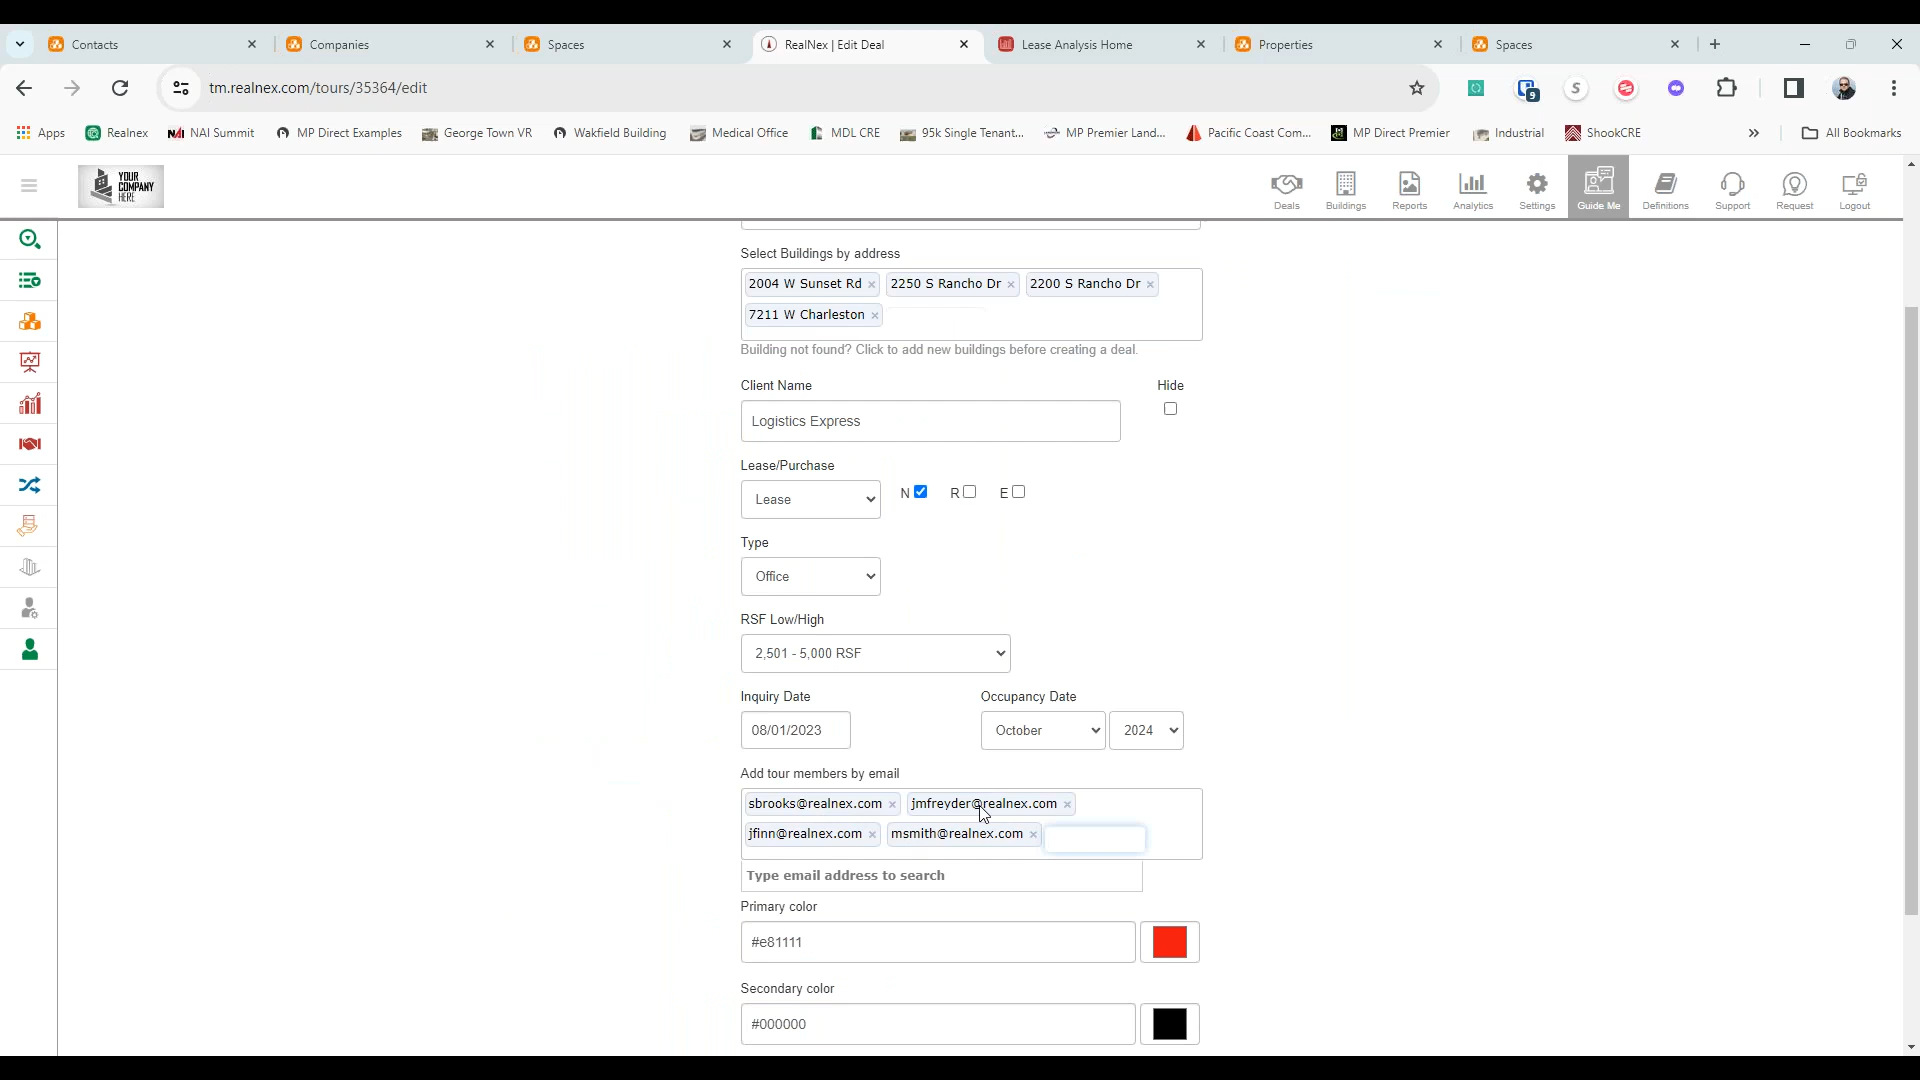 Contacts
Companies
Spaces
RealNex | Edit Deal
Lease Analysis Home
Properties
Spaces
tm.realnex.com/tours/35364/edit
9
S
Apps
Realnex
NAI Summit
MP Direct Examples
George Town VR
Wakfield Building
Medical Office
MDL CRE
95k Single Tenant...
MP Premier Land...
Pacific Coast Com...
MP Direct Premier
Industrial
ShookCRE
»
All Bookmarks
YOUR
COMPANY
HERE
Deals
Buildings
Reports
Analytics
Settings
Guide Me
Definitions
Support
Request
Logout
Select Buildings by address
2004 W Sunset Rd × 2250 S Rancho Dr × 2200 S Rancho Dr ×
7211 W Charleston ×
Building not found? Click to add new buildings before creating a deal.
Client Name
Hide
Logistics Express
Lease/Purchase
Lease
N
R
E
Type
Office
RSF Low/High
2,501 - 5,000 RSF
Inquiry Date
Occupancy Date
08/01/2023
October
2024
Add tour members by email
sbrooks@realnex.com × jmfreyder@realnex.com ×
jfinn@realnex.com × msmith@realnex.com ×
Type email address to search
Primary color
#e81111
Secondary color
#000000